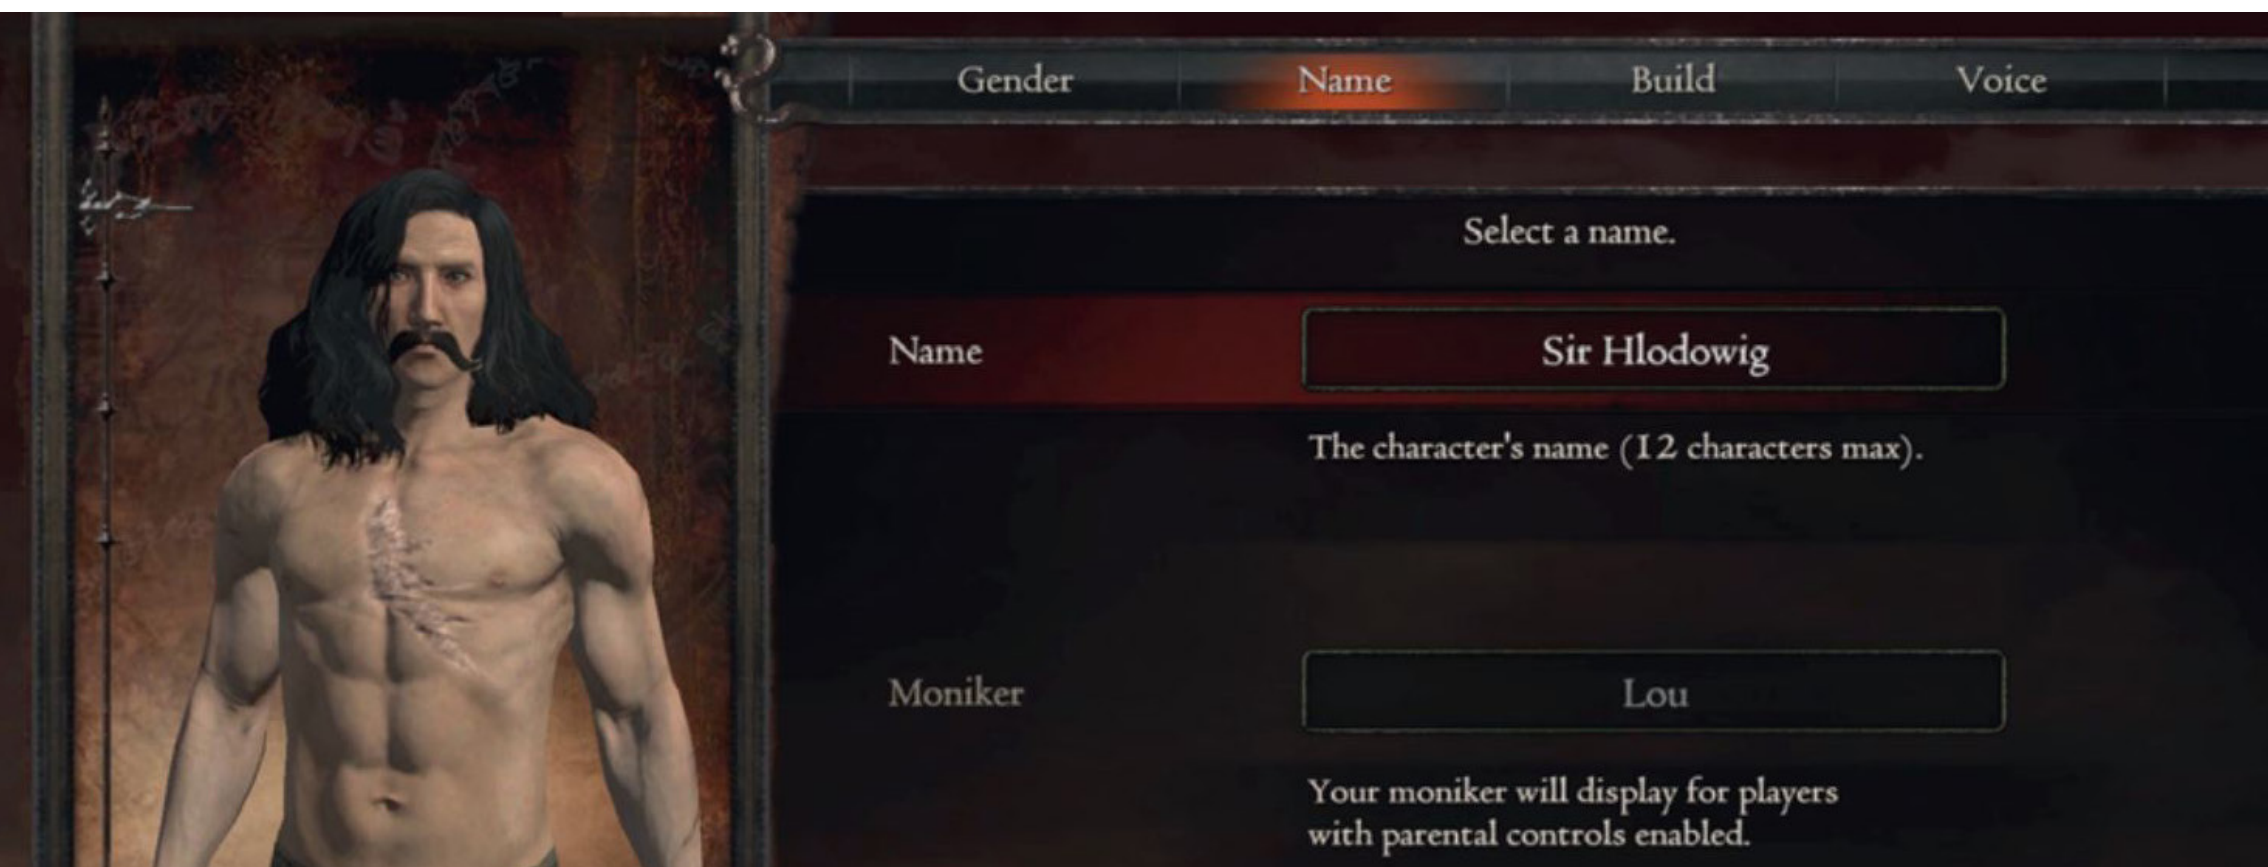 Gender Name Build Voice
Select a name.
Name Sir Hlodowig
The character's name (12 characters max).
Moniker Lou
Your moniker will display for players
with parental controls enabled.